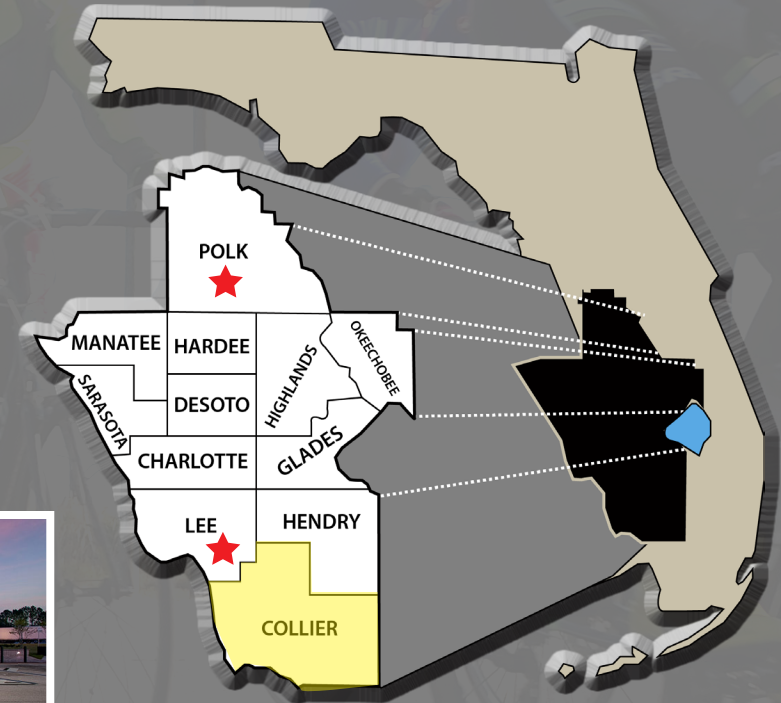 POLK
MANATEE
HARDEE
HIGHLANDS
OKEECHOBEE
SARASOTA
DESOTO
CHARLOTTE
GLADES
LEE
HENDRY
COLLIER